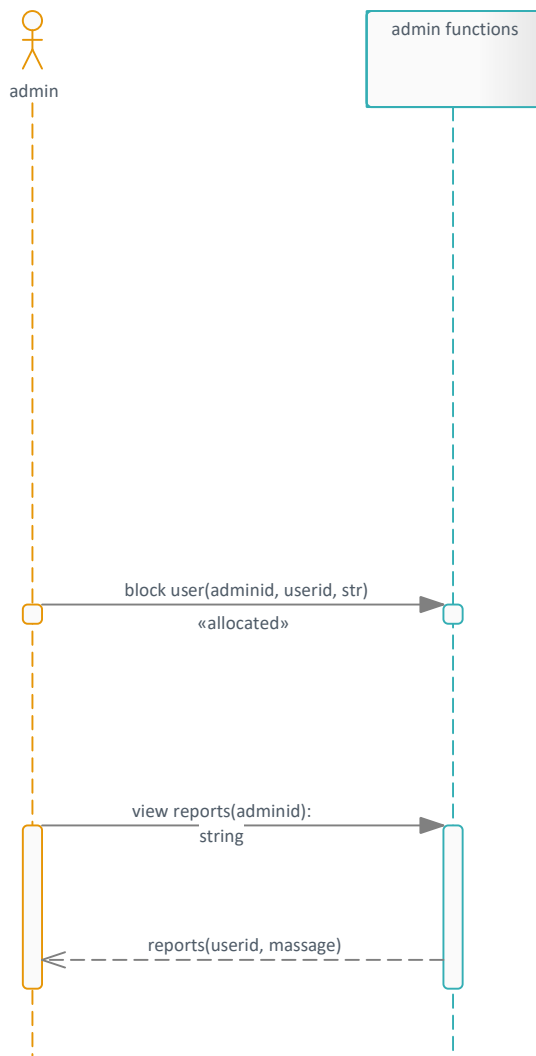 admin functions
admin
block user(adminid, userid, str)
«allocated»
view reports(adminid):
string
reports(userid, massage)